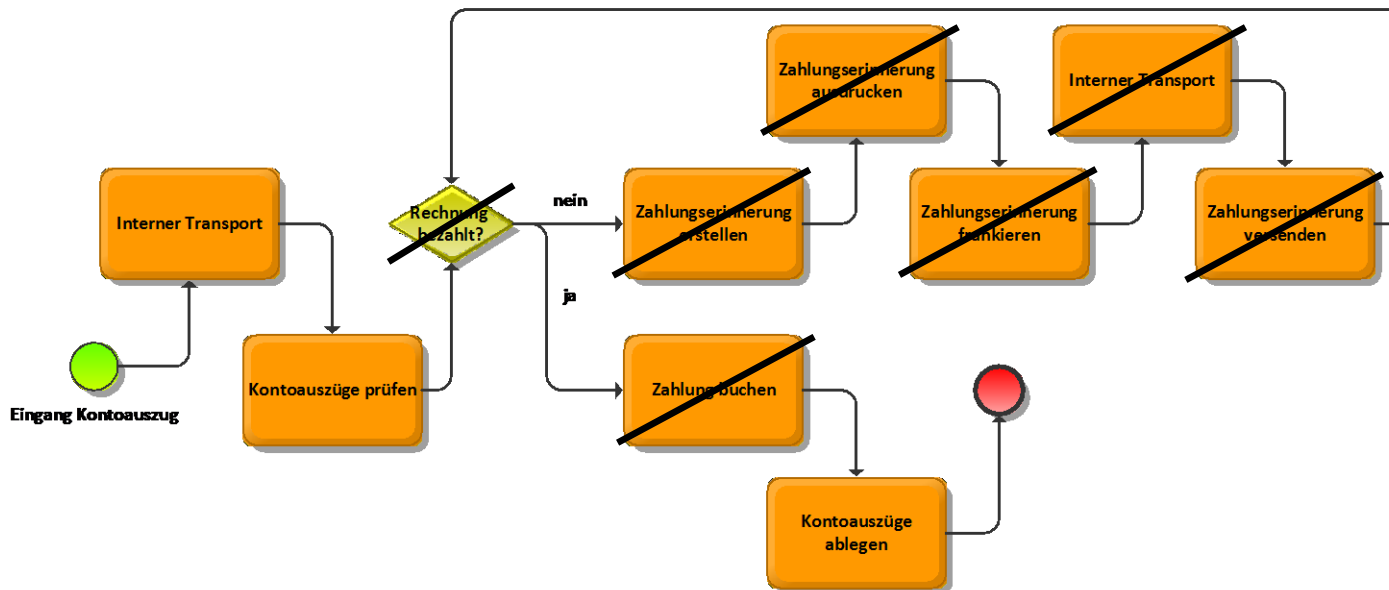 Zahlungserinnerung
ausdrucken
Interner Transport
Interner Transport
Rechnung
bezahlt?
nein
Zahlungserinnerung
erstellen
Zahlungserinnerung
frankieren
Zahlungserinnerung
versenden
ja
Eingang Kontoauszug
Kontoauszüge prüfen
Zahlung buchen
Kontoauszüge
ablegen